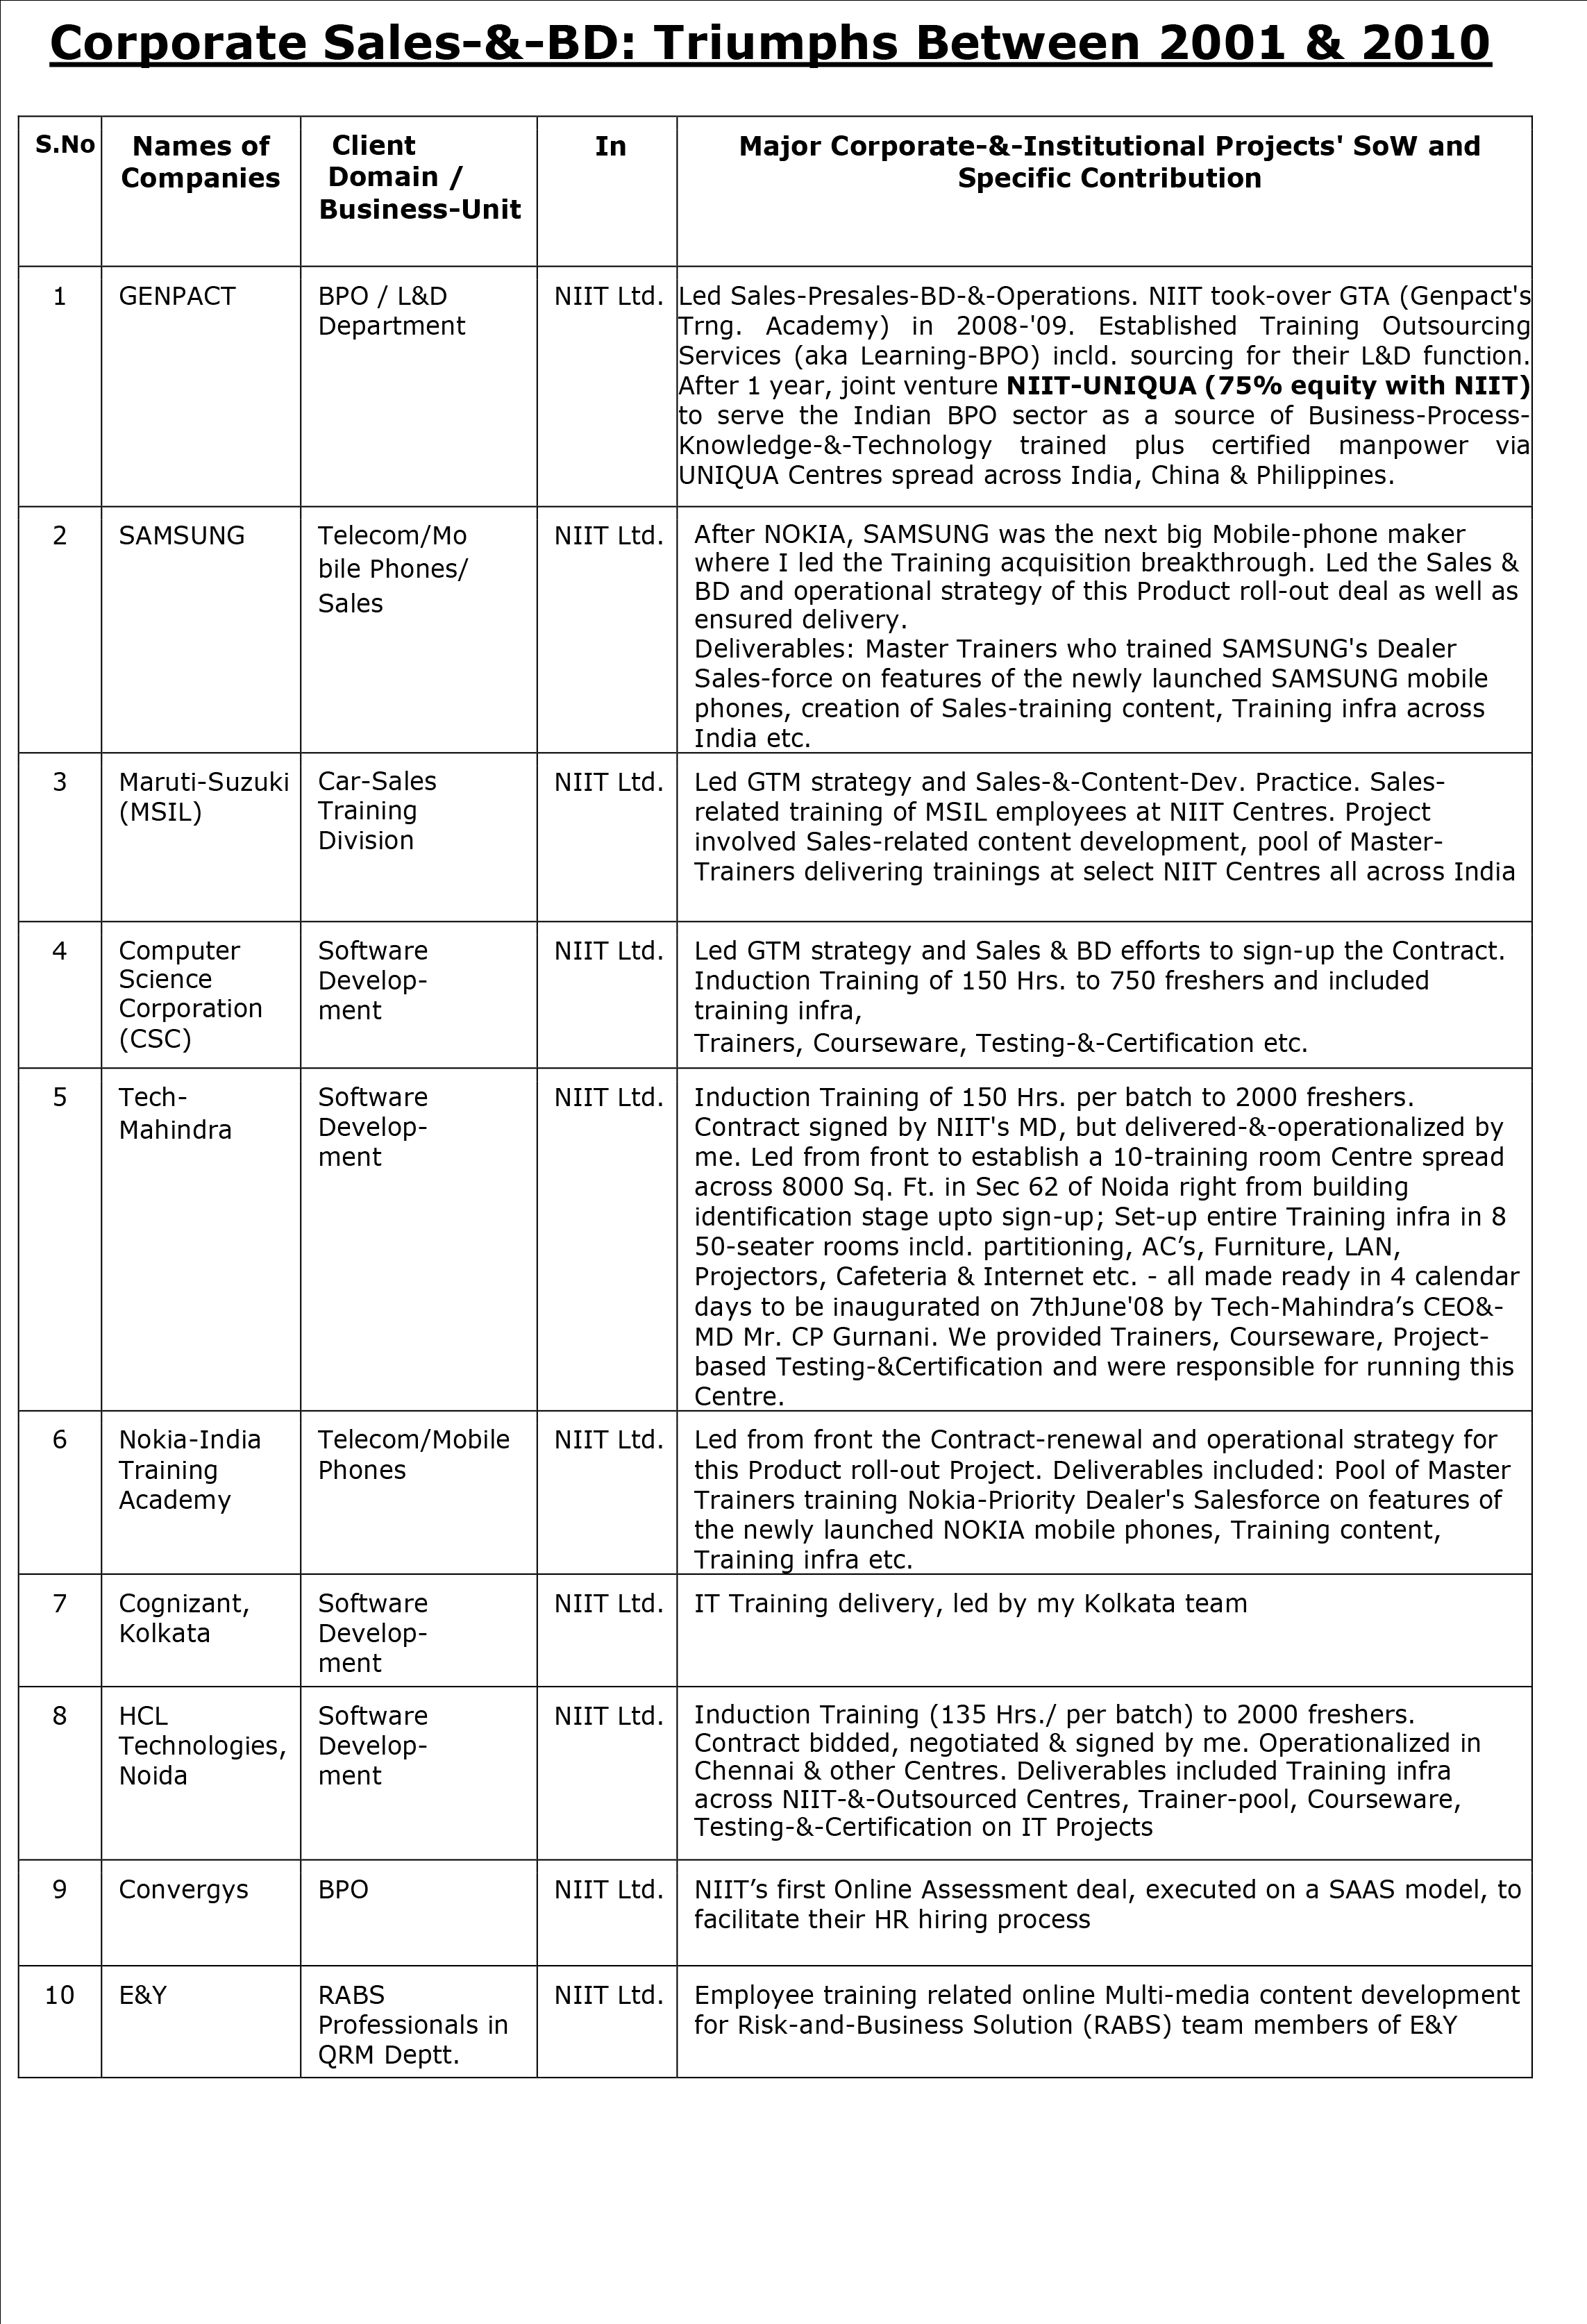 Corporate Sales-&-BD: Triumphs Between 2001 & 2010
S.No
Names of
Companies
Client
Domain /
Business-Unit
In
Major Corporate-&-Institutional Projects' SoW and
Specific Contribution
1
GENPACT
BPO / L&D
Department
NIIT Ltd.
Led Sales-Presales-BD-&-Operations. NIIT took-over GTA (Genpact's
Trng. Academy) in 2008-'09. Established Training Outsourcing
Services (aka Learning-BPO) incld. sourcing for their L&D function.
After 1 year, joint venture NIIT-UNIQUA (75% equity with NIIT)
to serve the Indian BPO sector as a source of Business-Process-
Knowledge-&-Technology trained plus certified manpower via
UNIQUA Centres spread across India, China & Philippines.
2
SAMSUNG
Telecom/Mo
bile Phones/
Sales
NIIT Ltd.
After NOKIA, SAMSUNG was the next big Mobile-phone maker
where I led the Training acquisition breakthrough. Led the Sales &
BD and operational strategy of this Product roll-out deal as well as
ensured delivery.
Deliverables: Master Trainers who trained SAMSUNG's Dealer
Sales-force on features of the newly launched SAMSUNG mobile
phones, creation of Sales-training content, Training infra across
India etc.
3
Maruti-Suzuki
(MSIL)
Car-Sales
Training
Division
NIIT Ltd.
Led GTM strategy and Sales-&-Content-Dev. Practice. Sales-
related training of MSIL employees at NIIT Centres. Project
involved Sales-related content development, pool of Master-
Trainers delivering trainings at select NIIT Centres all across India
4
Computer
Science
Corporation
(CSC)
Software
Develop-
ment
NIIT Ltd.
Led GTM strategy and Sales & BD efforts to sign-up the Contract.
Induction Training of 150 Hrs. to 750 freshers and included
training infra,
Trainers, Courseware, Testing-&-Certification etc.
5
Tech-
Mahindra
Software
Develop-
ment
NIIT Ltd.
Induction Training of 150 Hrs. per batch to 2000 freshers.
Contract signed by NIIT's MD, but delivered-&-operationalized by
me. Led from front to establish a 10-training room Centre spread
across 8000 Sq. Ft. in Sec 62 of Noida right from building
identification stage upto sign-up; Set-up entire Training infra in 8
50-seater rooms incld. partitioning, AC’s, Furniture, LAN,
Projectors, Cafeteria & Internet etc. - all made ready in 4 calendar
days to be inaugurated on 7thJune'08 by Tech-Mahindra’s CEO&-
MD Mr. CP Gurnani. We provided Trainers, Courseware, Project-
based Testing-&Certification and were responsible for running this
Centre.
6
Nokia-India
Training
Academy
Telecom/Mobile
Phones
NIIT Ltd.
Led from front the Contract-renewal and operational strategy for
this Product roll-out Project. Deliverables included: Pool of Master
Trainers training Nokia-Priority Dealer's Salesforce on features of
the newly launched NOKIA mobile phones, Training content,
Training infra etc.
7
Cognizant,
Kolkata
Software
Develop-
ment
NIIT Ltd.
IT Training delivery, led by my Kolkata team
8
HCL
Technologies,
Noida
Software
Develop-
ment
NIIT Ltd.
Induction Training (135 Hrs./ per batch) to 2000 freshers.
Contract bidded, negotiated & signed by me. Operationalized in
Chennai & other Centres. Deliverables included Training infra
across NIIT-&-Outsourced Centres, Trainer-pool, Courseware,
Testing-&-Certification on IT Projects
9
Convergys
BPO
NIIT Ltd.
NIIT’s first Online Assessment deal, executed on a SAAS model, to
facilitate their HR hiring process
10
E&Y
RABS
Professionals in
QRM Deptt.
NIIT Ltd.
Employee training related online Multi-media content development
for Risk-and-Business Solution (RABS) team members of E&Y